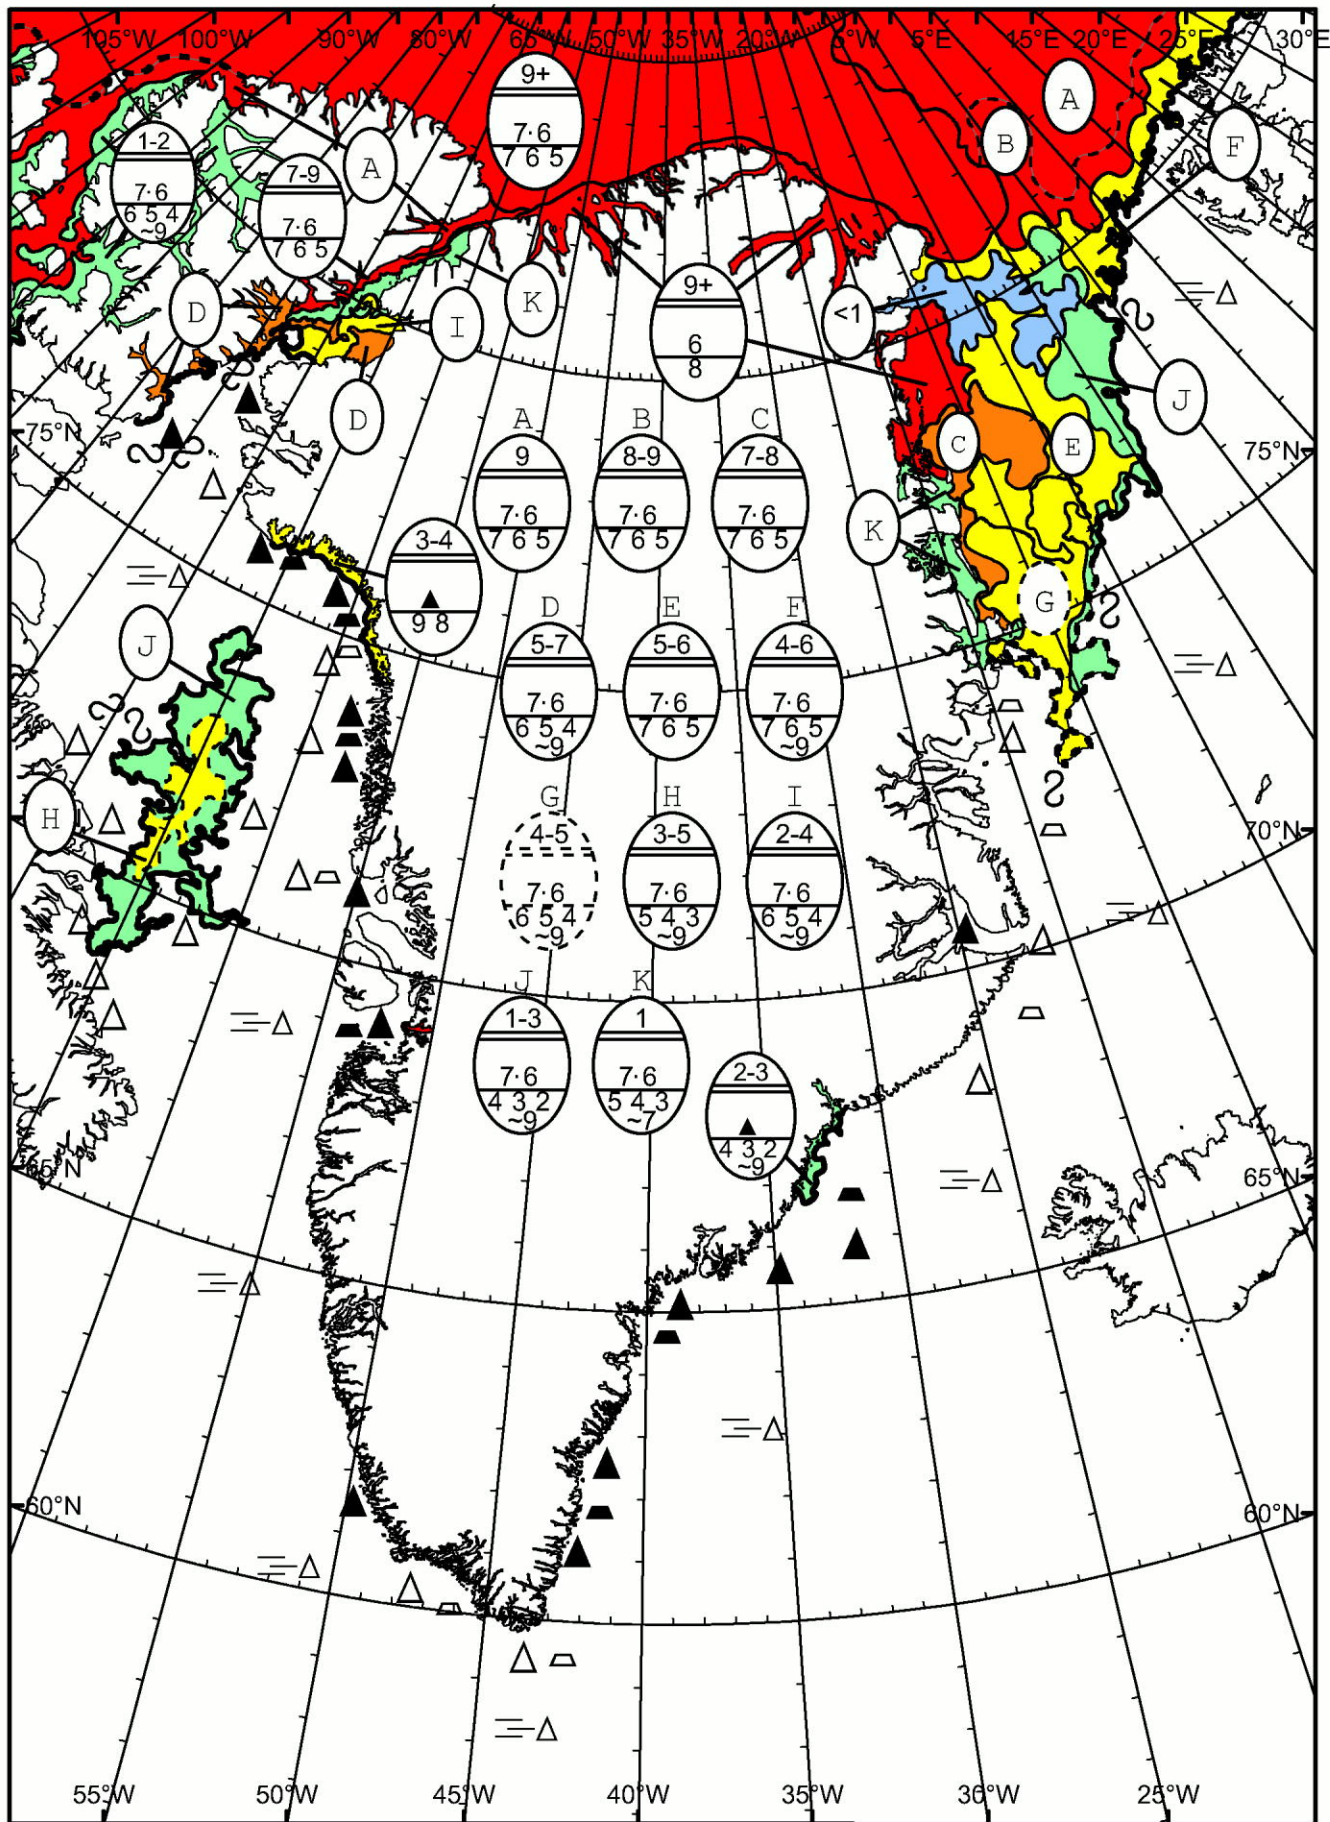 105°W 100°W 90°W 80°W 65°W 50°W 35°W 20°W 5°W 5°E 15°E 20°E 25°E 30°E
9+
7·6
7 6 5
A
B
F
1-2
7·6
6 5 4
~9
7-9
7·6
7 6 5
A
D
K
I
D
9+
6
8
<1
J
C
E
K
75°N
75°N
A
9
7·6
7 6 5
B
8-9
7·6
7 6 5
C
7-8
7·6
7 6 5
3-4
9 8
G
J
H
D
5-7
7·6
6 5 4
~9
E
5-6
7·6
7 6 5
F
4-6
7·6
7 6 5
~9
70°N
G
4-5
7·6
6 5 4
~9
H
3-5
7·6
5 4 3
~9
I
2-4
7·6
6 5 4
~9
J
1-3
7·6
4 3 2
~9
K
1
7·6
5 4 3
~7
2-3
4 3 2
~9
65°N
65°N
60°N
60°N
55°W 50°W 45°W 40°W 35°W 30°W 25°W